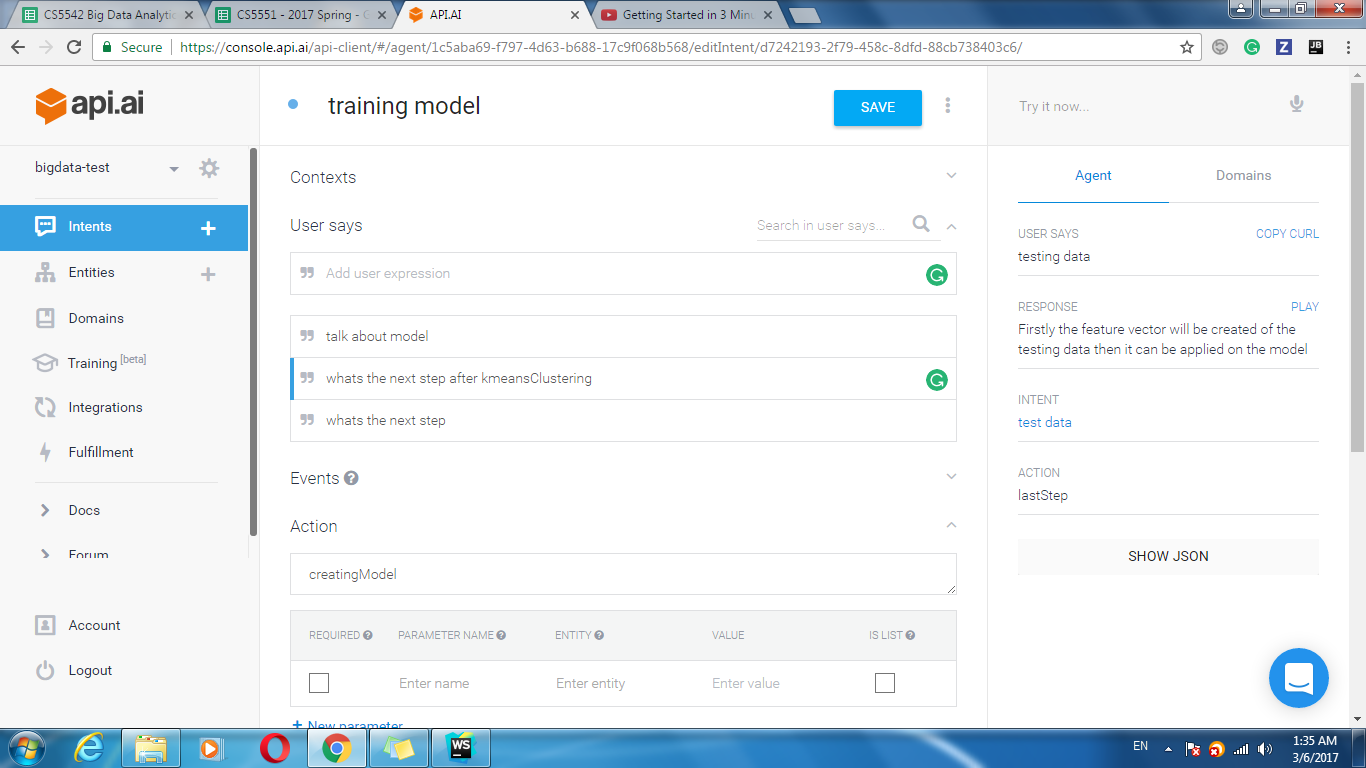 CS5542 Big Data Analytic
CS5551 - 2017 Spring - G
API.AI
Getting Started in 3 Minu
Secure
https://console.api.ai/api-client/#/agent/1c5aba69-f797-4d63-b688-17c9f068b568/editIntent/d7242193-2f79-458c-8dfd-88cb738403c6/
Z
JB
api.ai
bigdata-test
Intents
Entities
Domains
Training [beta]
Integrations
Fulfillment
Docs
Forum
Account
Logout
training model
SAVE
Contexts
User says
Search in user says...
Add user expression
talk about model
whats the next step after kmeansClustering
whats the next step
Events ?
Action
creatingModel
REQUIRED ? PARAMETER NAME ? ENTITY ? VALUE IS LIST ?
Enter name Enter entity Enter value
+ New parameter
Try it now...
Agent Domains
USER SAYS COPY CURL
testing data
RESPONSE PLAY
Firstly the feature vector will be created of the
testing data then it can be applied on the model
INTENT
test data
ACTION
lastStep
SHOW JSON
WS
EN
1:35 AM
3/6/2017